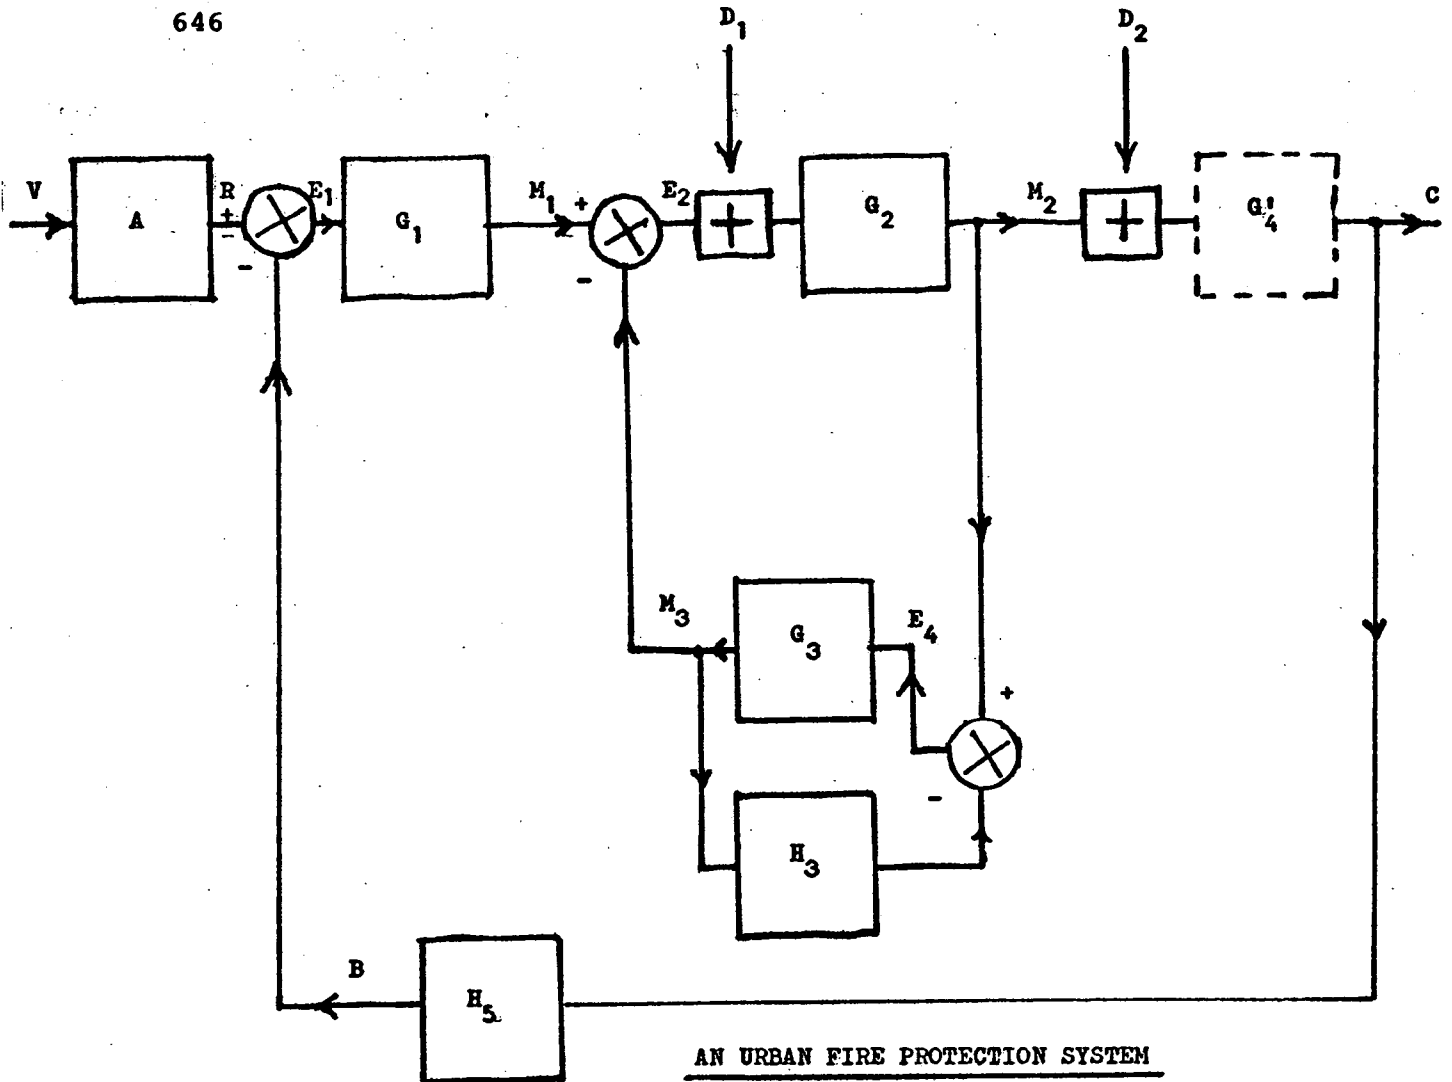 646
D1
D2
V
A
R
+
-
-
E1
G1
M1
+
-
E2
+
G2
M2
+
G'4
C
M3
G3
E4
+
-
H3
B
H5
AN URBAN FIRE PROTECTION SYSTEM